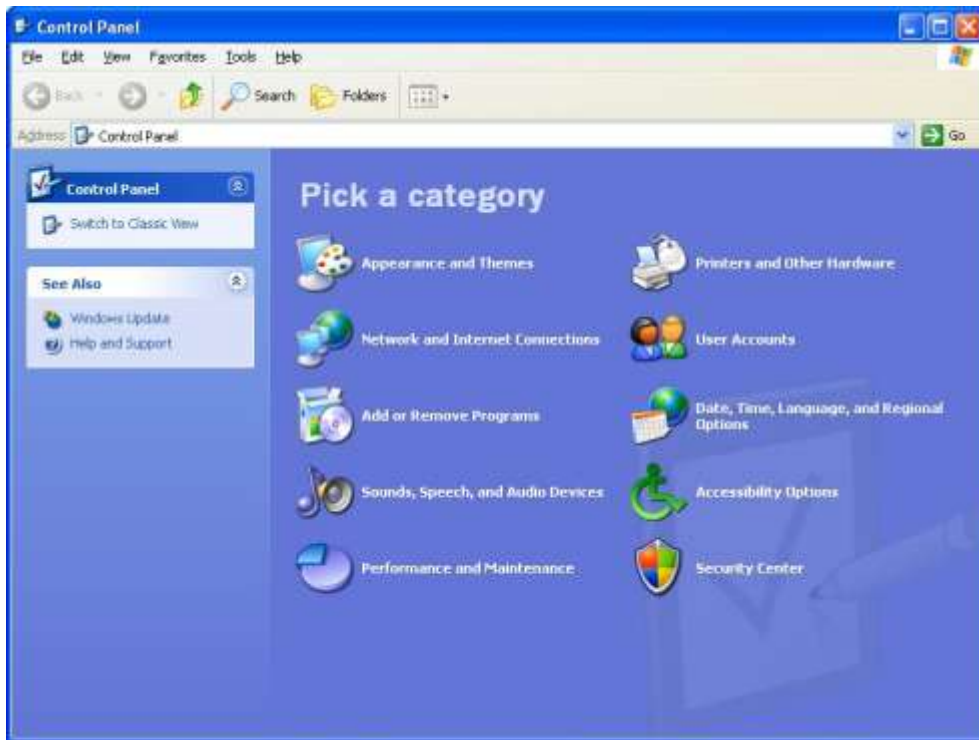 Control Panel
File Edit View Favorites Tools Help
Back Search Folders
Address Control Panel Go
Control Panel
Switch to Classic View
See Also
Windows Update
Help and Support
Pick a category
Appearance and Themes
Printers and Other Hardware
Network and Internet Connections
User Accounts
Add or Remove Programs
Date, Time, Language, and Regional
Options
Sounds, Speech, and Audio Devices
Accessibility Options
Performance and Maintenance
Security Center